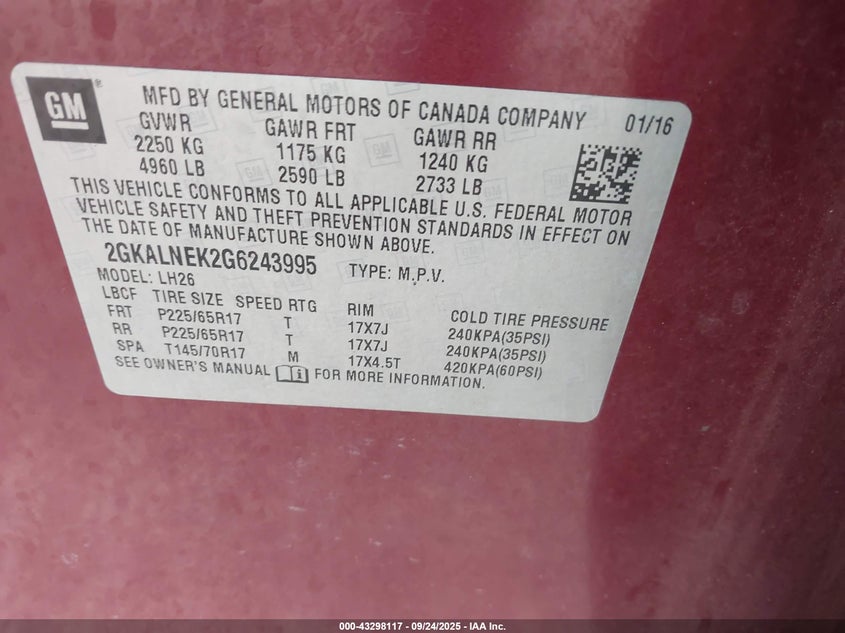 GM®
MFD BY GENERAL MOTORS OF CANADA COMPANY 01/16
GVWR GAWR FRT GAWR RR
2250 KG 1175 KG 1240 KG
4960 LB 2590 LB 2733 LB
THIS VEHICLE CONFORMS TO ALL APPLICABLE U.S. FEDERAL MOTOR
VEHICLE SAFETY AND THEFT PREVENTION STANDARDS IN EFFECT ON
THE DATE OF MANUFACTURE SHOWN ABOVE.
2GKALNEK2G6243995 TYPE: M.P.V.
MODEL: LH26
LBCF TIRE SIZE SPEED RTG RIM COLD TIRE PRESSURE
FRT P225/65R17 T 17X7J 240KPA(35PSI)
RR P225/65R17 T 17X7J 240KPA(35PSI)
SPA T145/70R17 M 17X4.5T 420KPA(60PSI)
SEE OWNER'S MANUAL FOR MORE INFORMATION.
000-43298117 - 09/24/2025 - IAA Inc.